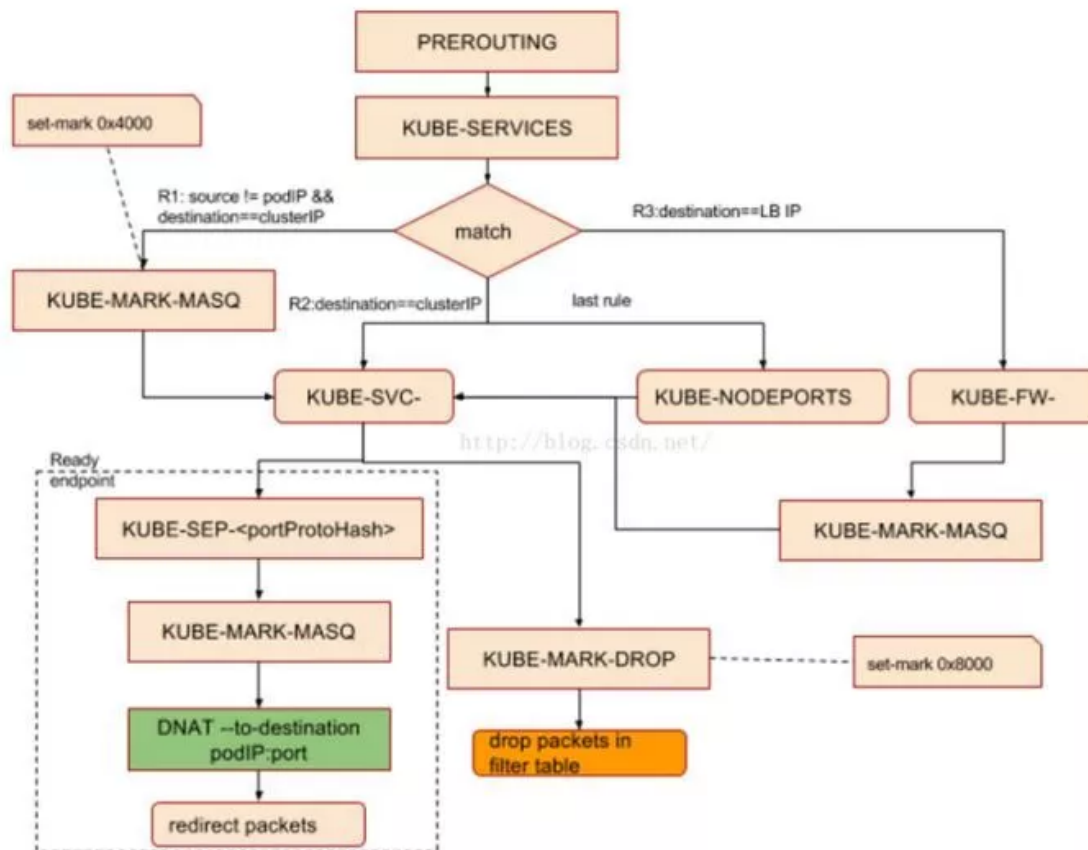 PREROUTING
set-mark 0x4000
KUBE-SERVICES
R1: source != podIP &&
destination==clusterIP
R3:destination==LB IP
match
KUBE-MARK-MASQ
R2:destination==clusterIP
last rule
KUBE-SVC-
KUBE-NODEPORTS
KUBE-FW-
http://blog.csdn.net/
Ready
endpoint
KUBE-SEP-<portProtoHash>
KUBE-MARK-MASQ
KUBE-MARK-MASQ
KUBE-MARK-DROP
set-mark 0x8000
DNAT --to-destination
podIP:port
drop packets in
filter table
redirect packets